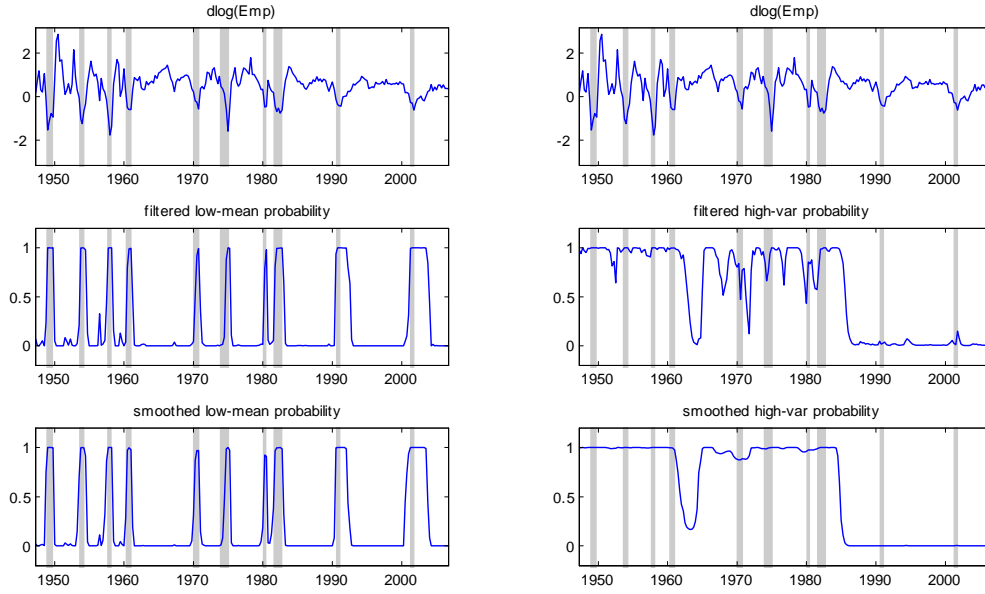 dlog(Emp)
2
0
-2
1950 1960 1970 1980 1990 2000
filtered low-mean probability
1
0.5
0
1950 1960 1970 1980 1990 2000
smoothed low-mean probability
1
0.5
0
1950 1960 1970 1980 1990 2000
dlog(Emp)
2
0
-2
1950 1960 1970 1980 1990 2000
filtered high-var probability
1
0.5
0
1950 1960 1970 1980 1990 2000
smoothed high-var probability
1
0.5
0
1950 1960 1970 1980 1990 2000